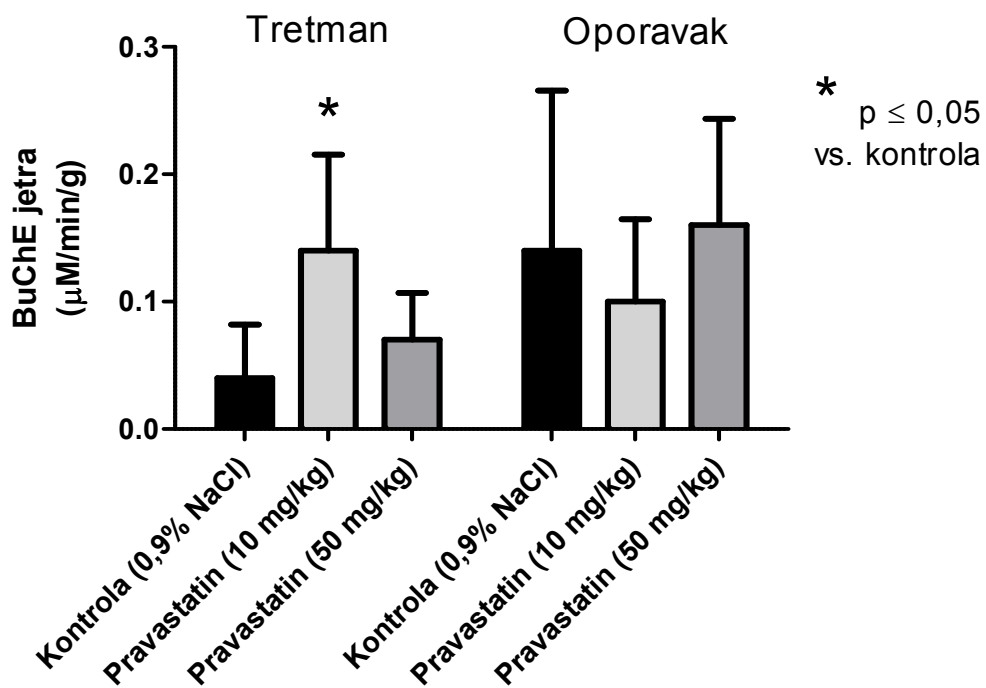 Tretman
Oporavak
* p ≤ 0,05
vs. kontrola
BuChE jetra
(μM/min/g)
0.3
0.2
0.1
0.0
*
Kontrola (0,9% NaCl)
Pravastatin (10 mg/kg)
Pravastatin (50 mg/kg)
Kontrola (0,9% NaCl)
Pravastatin (10 mg/kg)
Pravastatin (50 mg/kg)